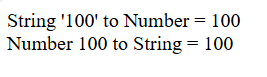 String '100' to Number = 100
Number 100 to String = 100